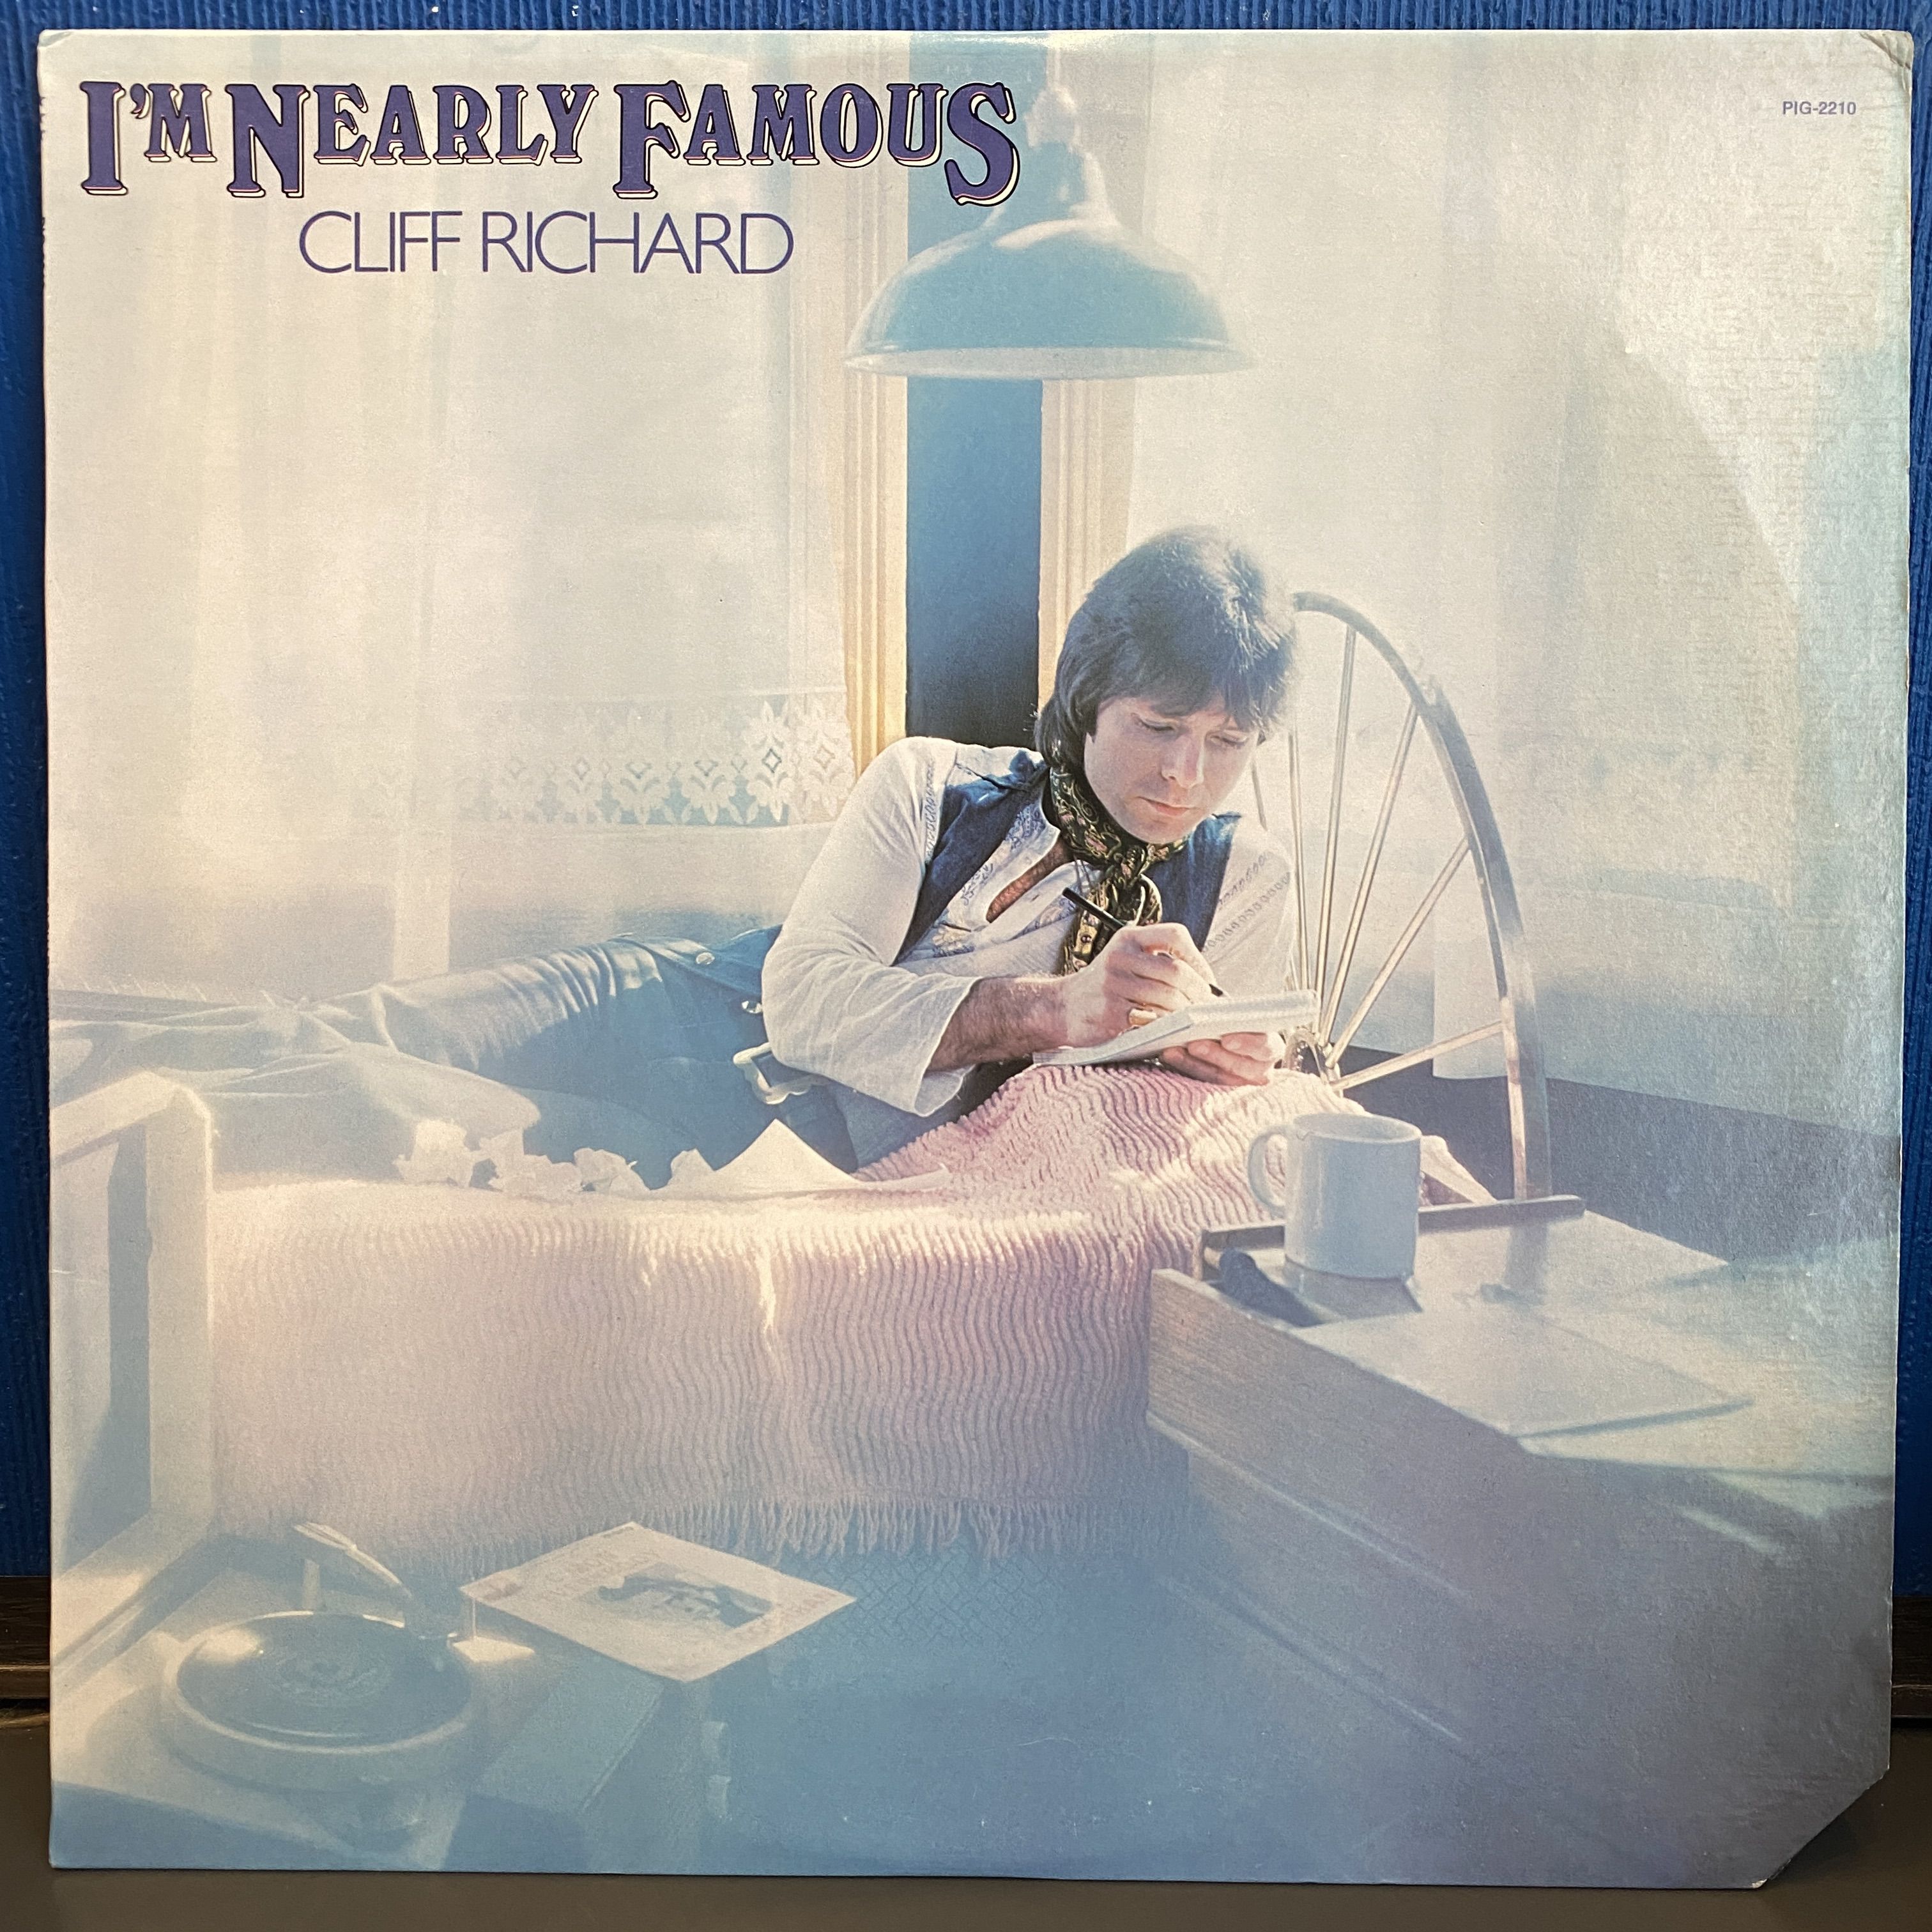 I'M NEARLY FAMOUS
CLIFF RICHARD
PIG-2210